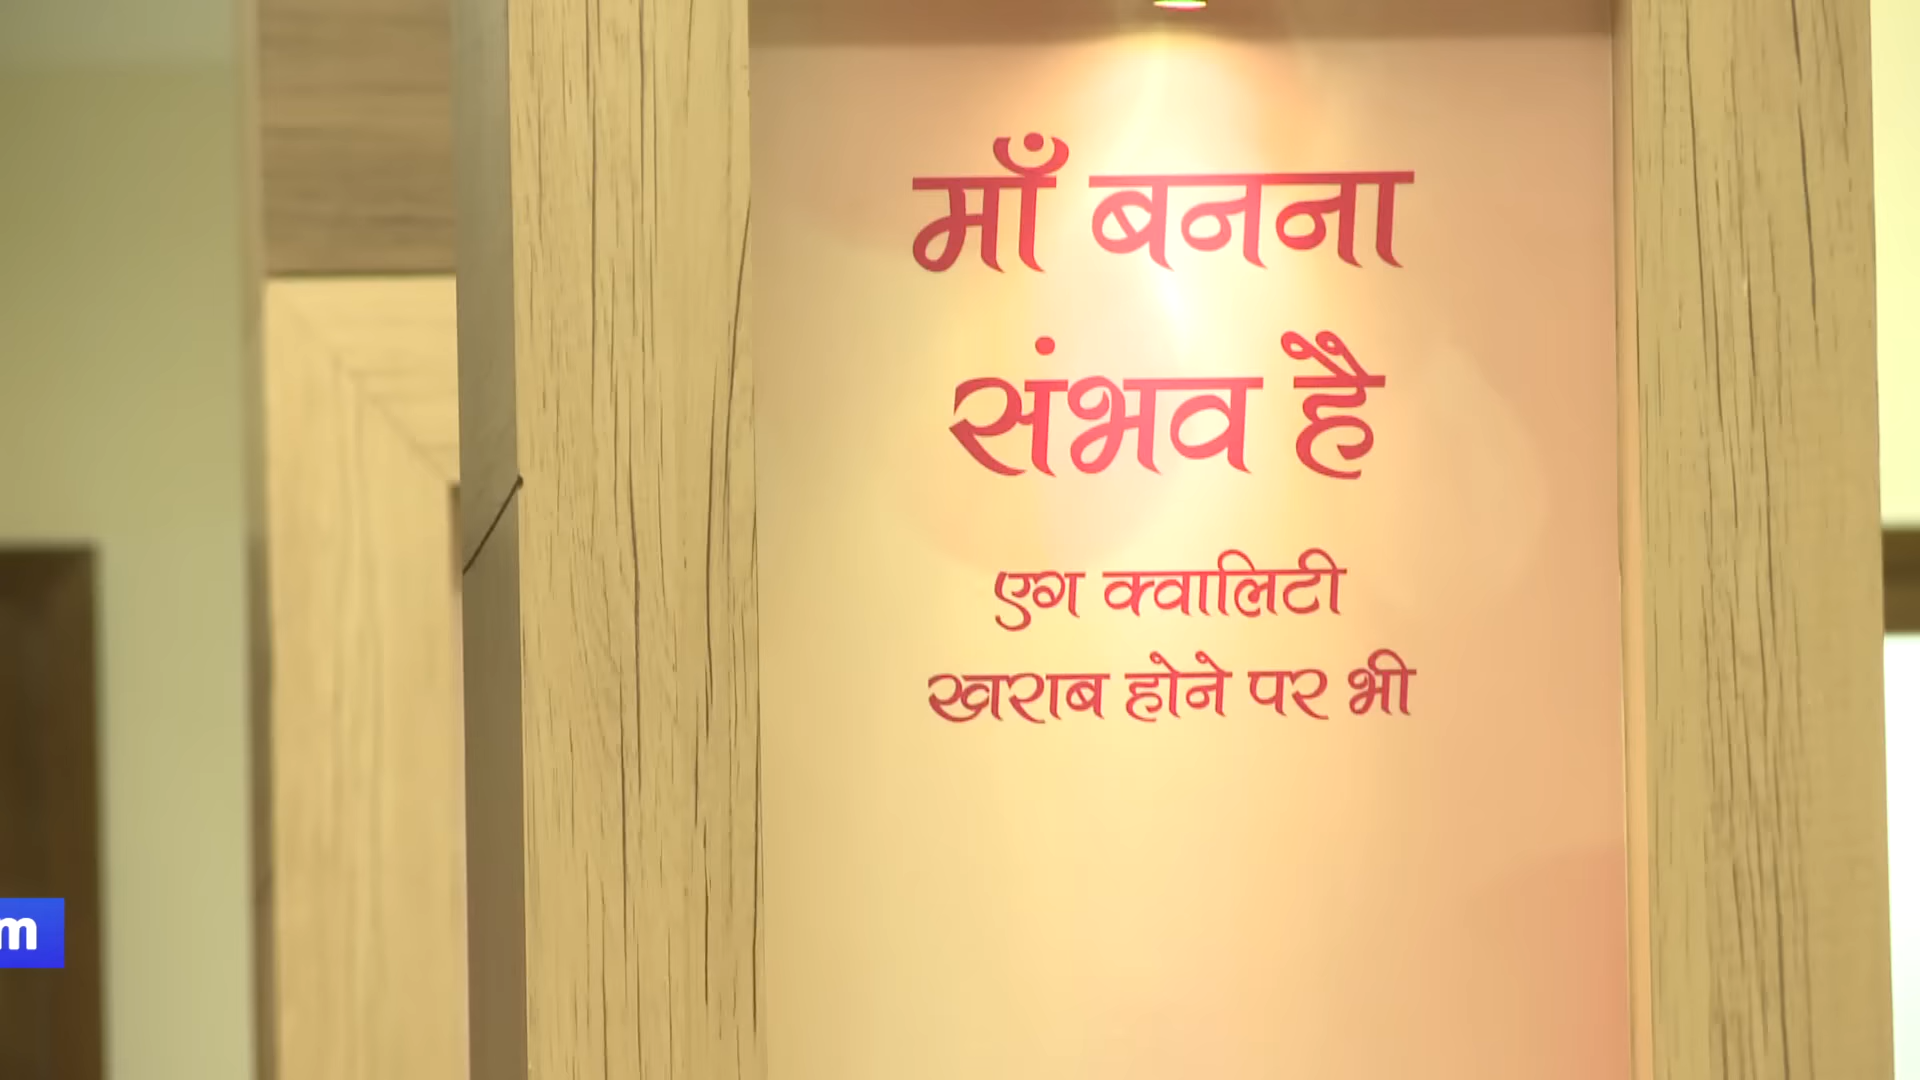 माँ बनना
संभव है
एग क्वालिटी
खराब होने पर भी
m